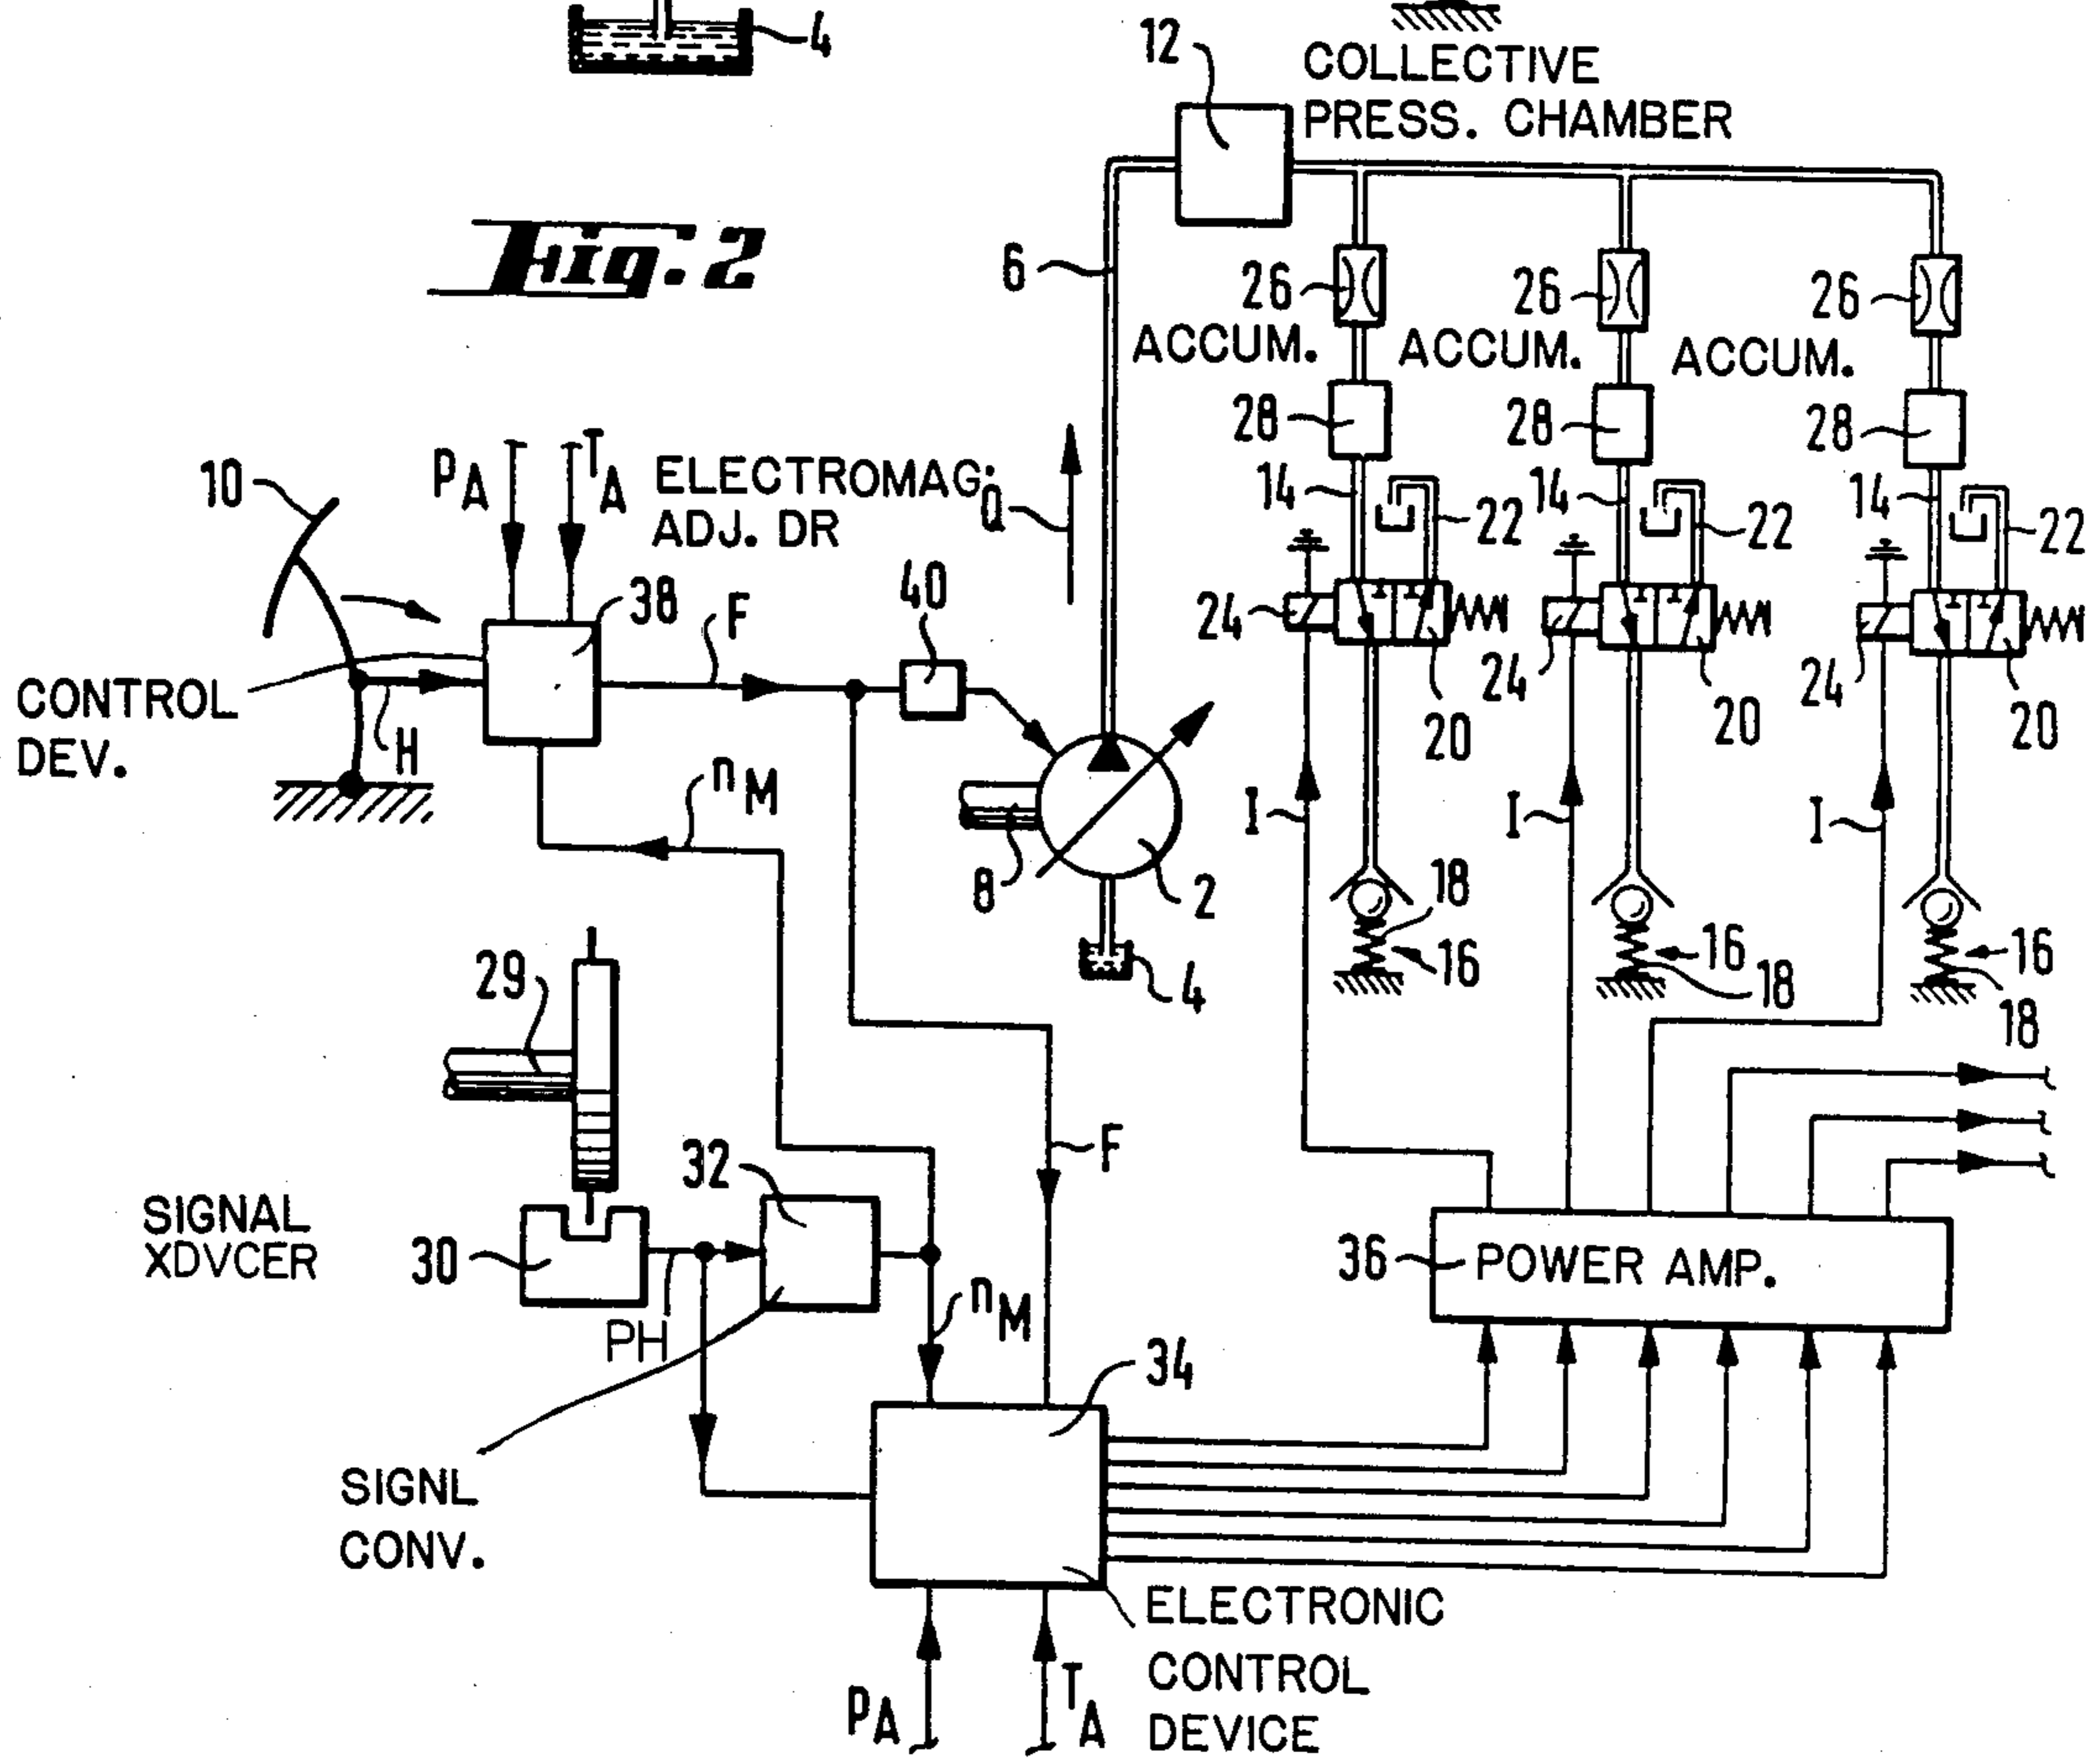 4
12
COLLECTIVE
PRESS. CHAMBER
Fig. 2
6
26
26
26
ACCUM.
ACCUM.
ACCUM.
28
28
28
10
PA
TA
ELECTROMAG.
ADJ. DR
Q
14
22
14
22
14
22
38
F
40
24
24
24
20
20
20
CONTROL
DEV.
H
nM
I
I
I
8
2
4
18
16
16
18
16
18
29
F
32
SIGNAL
XDVCER
30
PH
nM
36
POWER AMP.
34
SIGNL
CONV.
ELECTRONIC
CONTROL
DEVICE
PA
TA